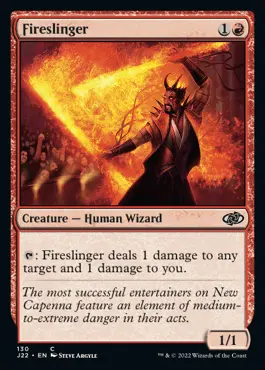 Fireslinger 1
Creature — Human Wizard
: Fireslinger deals 1 damage to any
target and 1 damage to you.
The most successful entertainers on New
Capenna feature an element of medium-
to-extreme danger in their acts.
1/1
130 C
J22 • EN Steve Argyle
™ & © 2022 Wizards of the Coast